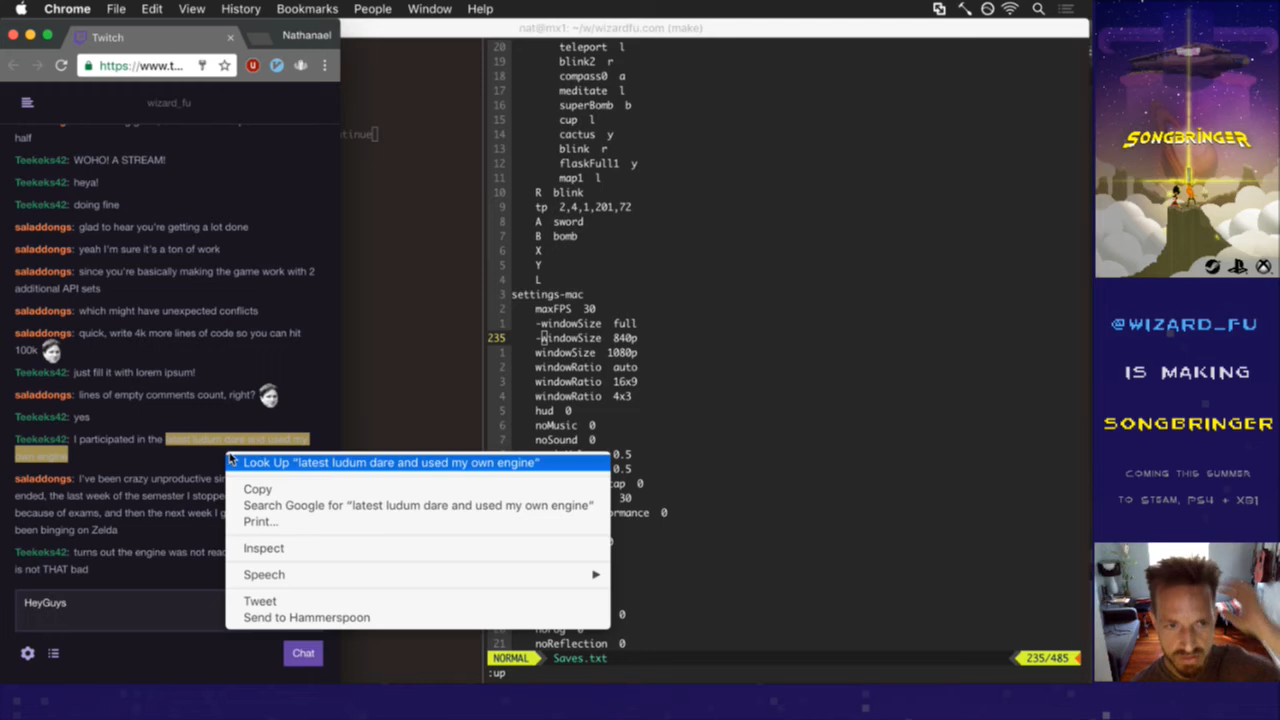 Chrome File Edit View History Bookmarks People Window Help
nat@mx1: ~/w/wizardfu.com (make)
Twitch
Nathanael
https://www.t...
wizard_fu
half
Teekeks42: WOHO! A STREAM!
Teekeks42: heya!
Teekeks42: doing fine
saladdongs: glad to hear you're getting a lot done
saladdongs: yeah I'm sure it's a ton of work
saladdongs: since you're basically making the game work with 2
additional API sets
saladdongs: which might have unexpected conflicts
saladdongs: quick, write 4k more lines of code so you can hit
100k
Teekeks42: just fill it with lorem ipsum!
saladdongs: lines of empty comments count, right?
Teekeks42: yes
Teekeks42: I participated in the latest ludum dare and used my
own engine
saladdongs: I've been crazy unproductive sin
ended, the last week of the semester I stopped
because of exams, and then the next week I g
been binging on Zelda
Teekeks42: turns out the engine was not rea
is not THAT bad
HeyGuys
Chat
Look Up "latest ludum dare and used my own engine"
Copy
Search Google for "latest ludum dare and used my own engine"
Print...
Inspect
Speech
Tweet
Send to Hammerspoon
tinue
20 teleport l
19 blink2 r
18 compass0 a
17 meditate l
16 superBomb b
15 cup l
14 cactus y
13 blink r
12 flaskFull1 y
11 map1 l
10 R blink
9 tp 2,4,1,201,72
8 A sword
7 B bomb
6 X
5 Y
4 L
3 settings-mac
2 maxFPS 30
1 -windowSize full
235 -windowSize 840p
1 windowSize 1080p
2 windowRatio auto
3 windowRatio 16x9
4 windowRatio 4x3
5 hud 0
6 noMusic 0
7 noSound 0
0.5
0.5
cap 0
30
ormance 0
0
0
20 noFog 0
21 noReflection 0
NORMAL Saves.txt 235/485
:up
SONGBRINGER
@WIZARD_FU
IS MAKING
SONGBRINGER
COMING THIS SUMMER
TO STEAM, PS4 + XB1